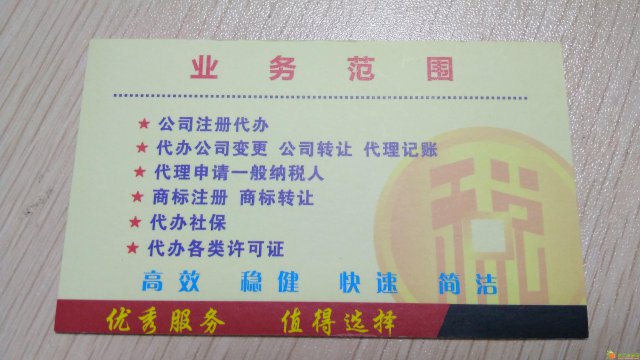 业务范围
★ 公司注册代办
★ 代办公司变更 公司转让 代理记账
★ 代理申请一般纳税人
★ 商标注册 商标转让
★ 代办社保
★ 代办各类许可证
高效 稳健 快速 简洁
优秀服务 值得选择
税